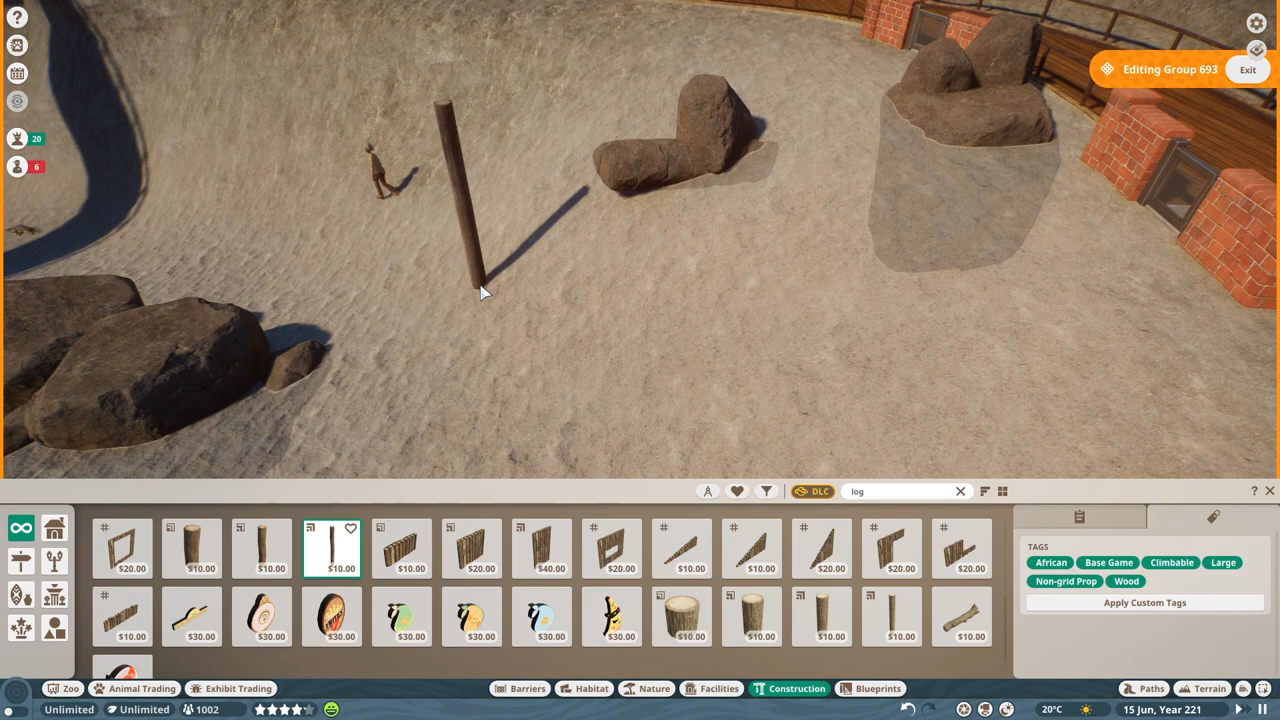 Editing Group 693
Exit
20
6
DLC
log
?
$20.00
$10.00
$10.00
$10.00
$10.00
$20.00
$40.00
$20.00
$10.00
$10.00
$20.00
$20.00
$20.00
$10.00
$30.00
$30.00
$30.00
$30.00
$30.00
$30.00
$30.00
$10.00
$10.00
$10.00
$10.00
$10.00
TAGS
African
Base Game
Climbable
Large
Non-grid Prop
Wood
Apply Custom Tags
Zoo
Animal Trading
Exhibit Trading
Barriers
Habitat
Nature
Facilities
Construction
Blueprints
Paths
Terrain
Unlimited
Unlimited
1002
20°C
15 Jun, Year 221